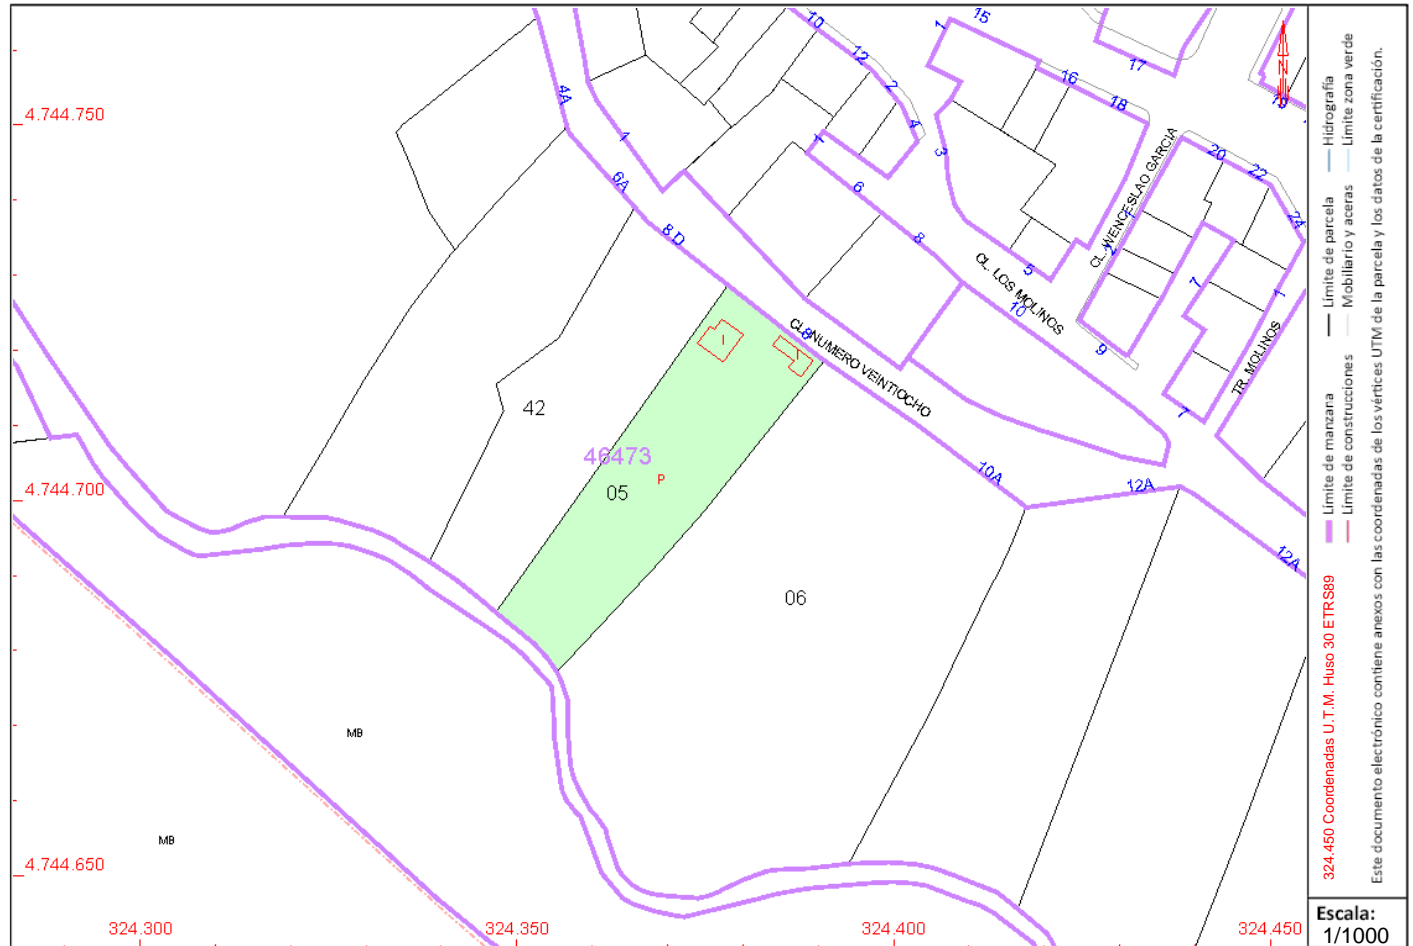 10
15
1
12
17
2
16
18
19
4A
4.744.750
1
4
1
3
20
22
6A
6
CL. WENCESLAO GARCIA
24
8 D
8
1
2
5
CL. LOS MOLINOS
7
1
10
CL. NUMERO VEINTIOCHO
8
I
I
9
TR. MOLINOS
42
7
46473
P
05
10A
12A
4.744.700
12A
06
MB
MB
4.744.650
324.300
324.350
324.400
324.450
N
324.450 Coordenadas U.T.M. Huso 30 ETRS89
Límite de manzana
Límite de construcciones
Límite de parcela
Mobiliario y aceras
Hidrografía
Límite zona verde
Este documento electrónico contiene anexos con las coordenadas de los vértices UTM de la parcela y los datos de la certificación.
Escala:
1/1000